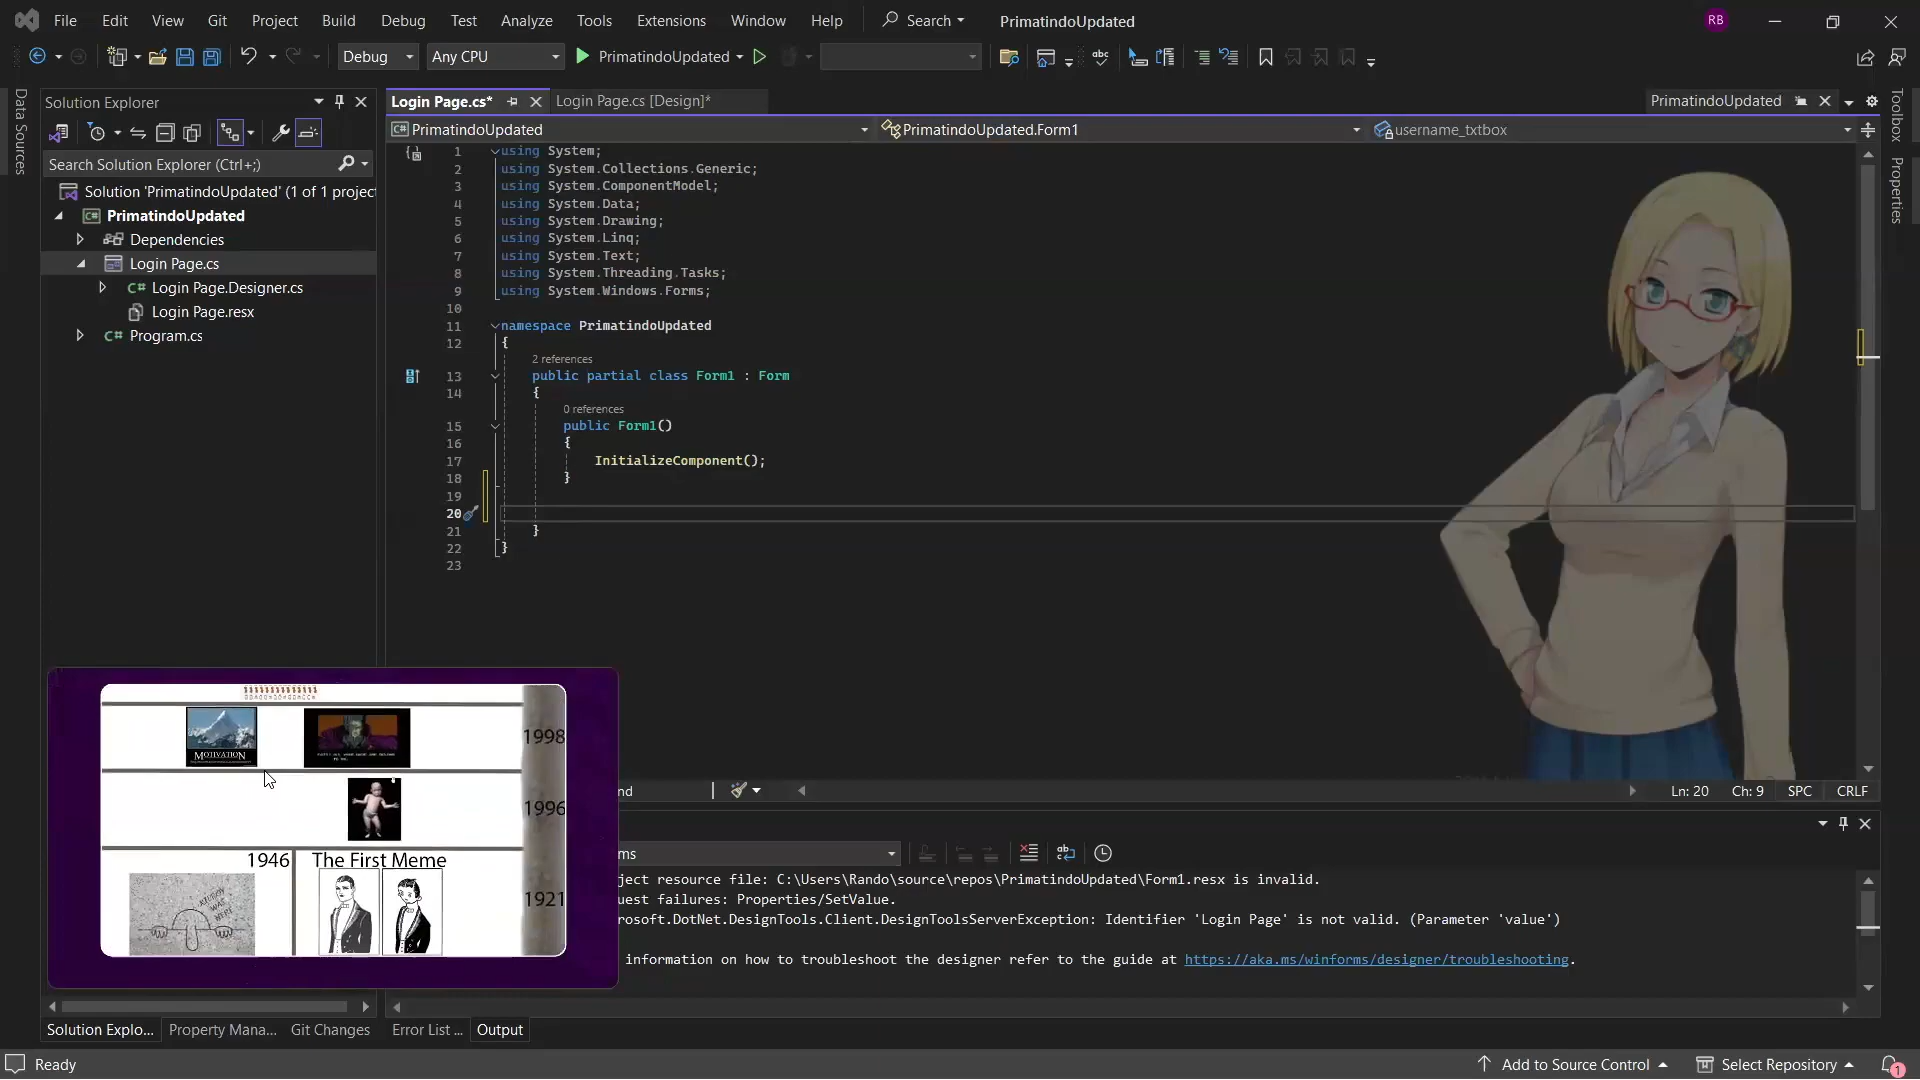 File Edit View Git Project Build Debug Test Analyze Tools Extensions Window Help Search PrimatindoUpdated RB
Debug Any CPU PrimatindoUpdated
Data Sources
Solution Explorer
Search Solution Explorer (Ctrl+;)
Solution 'PrimatindoUpdated' (1 of 1 project
PrimatindoUpdated
Dependencies
Login Page.cs
C# Login Page.Designer.cs
Login Page.resx
C# Program.cs
Login Page.cs* Login Page.cs [Design]* PrimatindoUpdated
PrimatindoUpdated PrimatindoUpdated.Form1 username_txtbox
Toolbox
Properties
1 using System;
2 using System.Collections.Generic;
3 using System.ComponentModel;
4 using System.Data;
5 using System.Drawing;
6 using System.Linq;
7 using System.Text;
8 using System.Threading.Tasks;
9 using System.Windows.Forms;
10
11 namespace PrimatindoUpdated
12 {
2 references
13 public partial class Form1 : Form
14 {
0 references
15 public Form1()
16 {
17 InitializeComponent();
18 }
19
20
21 }
22 }
23
nd Ln: 20 Ch: 9 SPC CRLF
MOTIVATION
1998
1996
1946 The First Meme
KILROY WAS HERE
1921
ms
ject resource file: C:\Users\Rando\source\repos\PrimatindoUpdated\Form1.resx is invalid.
quest failures: Properties/SetValue.
rosoft.DotNet.DesignTools.Client.DesignToolsServerException: Identifier 'Login Page' is not valid. (Parameter 'value')
information on how to troubleshoot the designer refer to the guide at https://aka.ms/winforms/designer/troubleshooting.
Solution Explo... Property Mana... Git Changes Error List ... Output
Ready Add to Source Control Select Repository 1